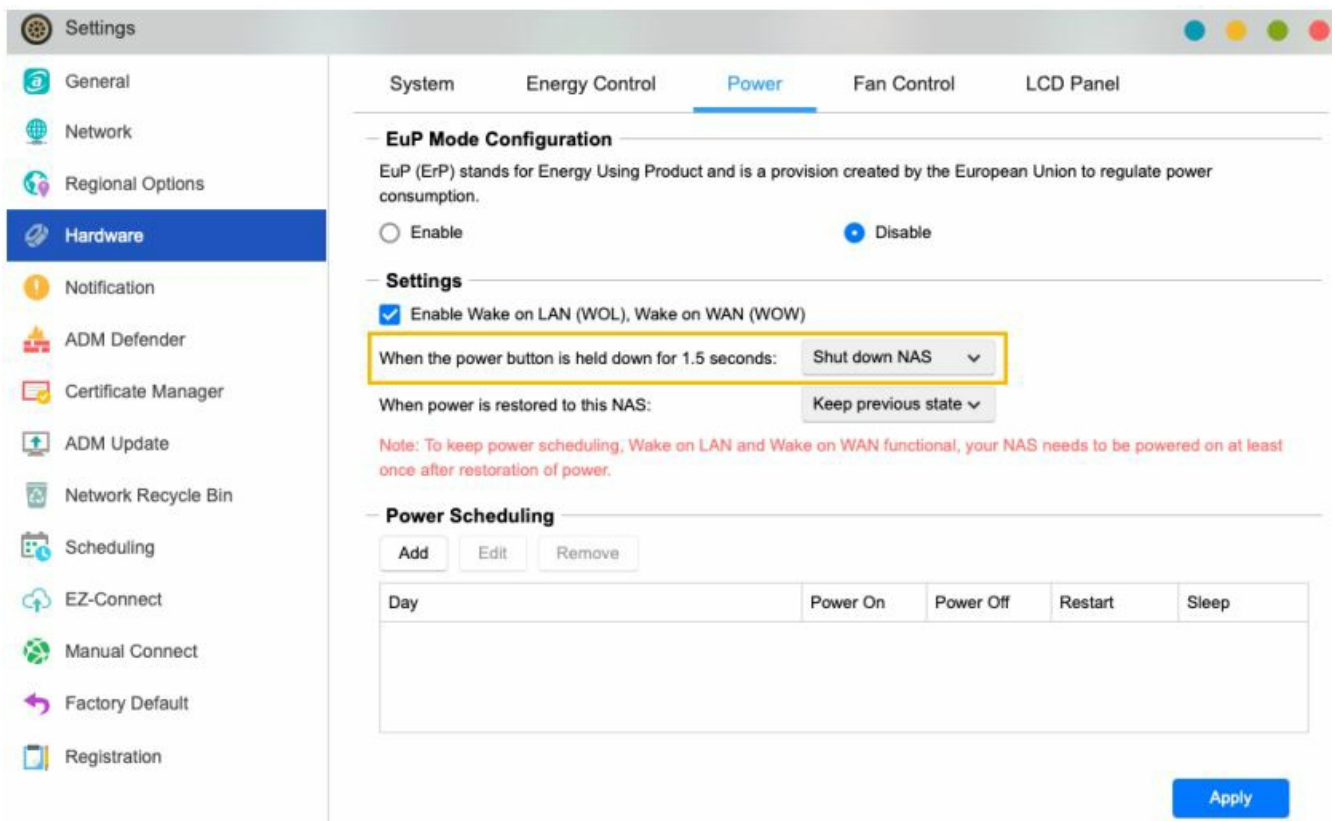 Settings
General
Network
Regional Options
Hardware
Notification
ADM Defender
Certificate Manager
ADM Update
Network Recycle Bin
Scheduling
EZ-Connect
Manual Connect
Factory Default
Registration
System Energy Control Power Fan Control LCD Panel
EuP Mode Configuration
EuP (ErP) stands for Energy Using Product and is a provision created by the European Union to regulate power
consumption.
Enable Disable
Settings
Enable Wake on LAN (WOL), Wake on WAN (WOW)
When the power button is held down for 1.5 seconds: Shut down NAS
When power is restored to this NAS: Keep previous state
Note: To keep power scheduling, Wake on LAN and Wake on WAN functional, your NAS needs to be powered on at least
once after restoration of power.
Power Scheduling
Add Edit Remove
Day Power On Power Off Restart Sleep
Apply